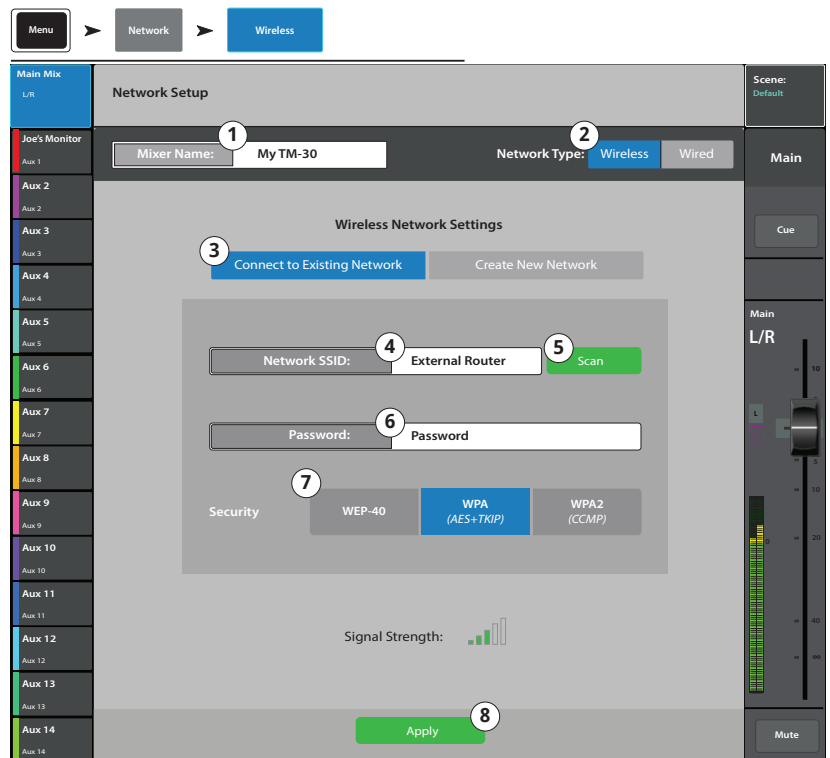 Menu
Network
Wireless
Main Mix
L/R
Network Setup
Scene:
Default
Joe's Monitor
Aux 1
1
Mixer Name:
My TM-30
2
Network Type:
Wireless
Wired
Main
Aux 2
Aux 2
Aux 3
Aux 3
Aux 4
Aux 4
Aux 5
Aux 5
Aux 6
Aux 6
Aux 7
Aux 7
Aux 8
Aux 8
Aux 9
Aux 9
Aux 10
Aux 10
Aux 11
Aux 11
Aux 12
Aux 12
Aux 13
Aux 13
Aux 14
Aux 14
Wireless Network Settings
3
Connect to Existing Network
Create New Network
4
Network SSID:
External Router
5
Scan
6
Password:
Password
7
Security
WEP-40
WPA
(AES+TKIP)
WPA2
(CCMP)
Signal Strength:
8
Apply
Cue
Main
L/R
10
L
5
10
0
20
40
∞
Mute